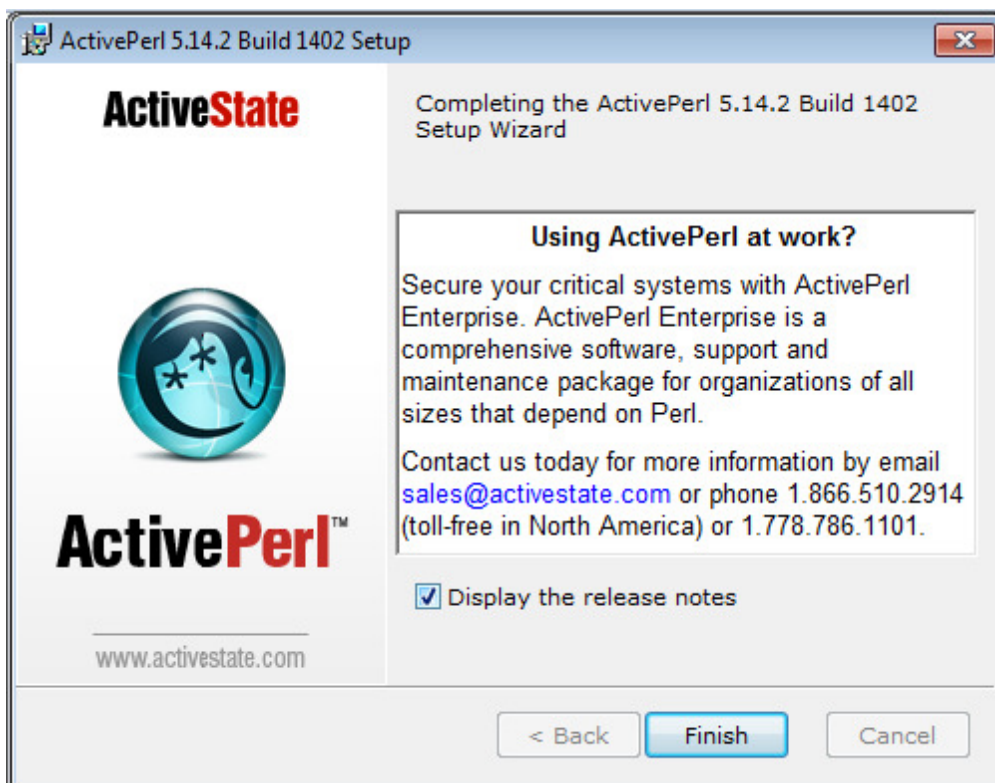 ActivePerl 5.14.2 Build 1402 Setup
ActiveState
Completing the ActivePerl 5.14.2 Build 1402
Setup Wizard
Using ActivePerl at work?
Secure your critical systems with ActivePerl
Enterprise. ActivePerl Enterprise is a
comprehensive software, support and
maintenance package for organizations of all
sizes that depend on Perl.
Contact us today for more information by email
sales@activestate.com or phone 1.866.510.2914
(toll-free in North America) or 1.778.786.1101.
ActivePerl™
www.activestate.com
Display the release notes
< Back
Finish
Cancel